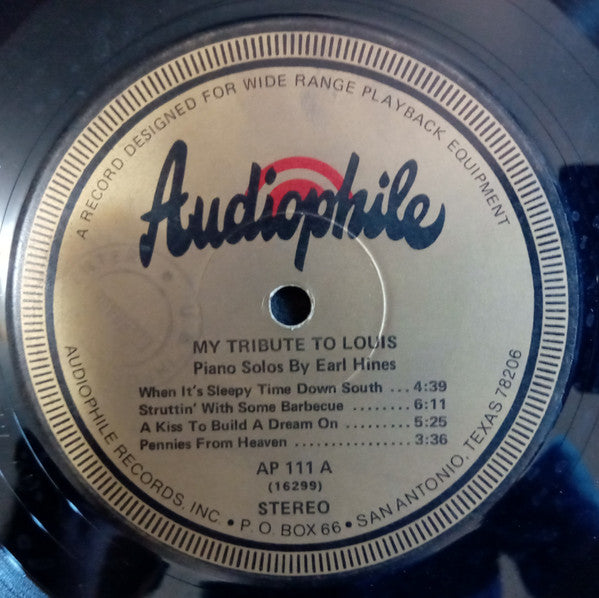 A RECORD DESIGNED FOR WIDE RANGE PLAYBACK EQUIPMENT
Audiophile
MY TRIBUTE TO LOUIS
Piano Solos By Earl Hines
When It's Sleepy Time Down South ... 4:39
Struttin' With Some Barbecue ........ 6:11
A Kiss To Build A Dream On ......... 5:25
Pennies From Heaven ................ 3:36
AP 111 A
(16299)
STEREO
AUDIOPHILE RECORDS, INC. • P.O. BOX 66 • SAN ANTONIO, TEXAS 78206